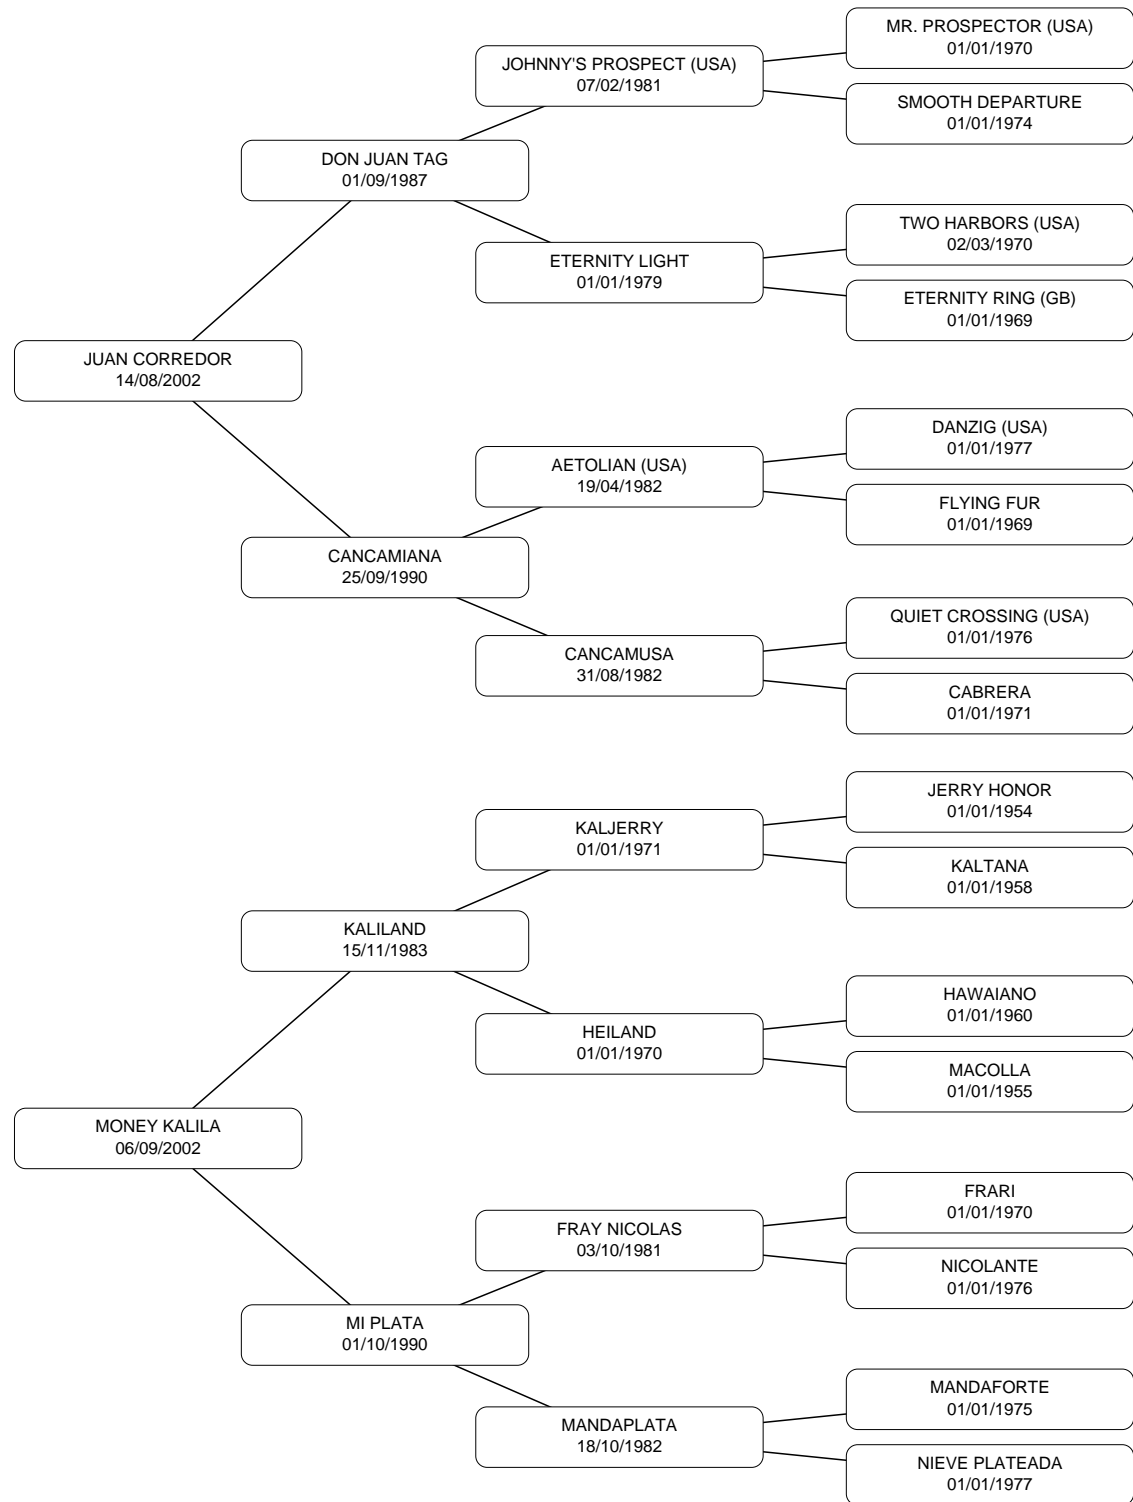 MR. PROSPECTOR (USA)
01/01/1970
JOHNNY'S PROSPECT (USA)
07/02/1981
SMOOTH DEPARTURE
01/01/1974
DON JUAN TAG
01/09/1987
TWO HARBORS (USA)
02/03/1970
ETERNITY LIGHT
01/01/1979
ETERNITY RING (GB)
01/01/1969
JUAN CORREDOR
14/08/2002
DANZIG (USA)
01/01/1977
AETOLIAN (USA)
19/04/1982
FLYING FUR
01/01/1969
CANCAMIANA
25/09/1990
QUIET CROSSING (USA)
01/01/1976
CANCAMUSA
31/08/1982
CABRERA
01/01/1971
JERRY HONOR
01/01/1954
KALJERRY
01/01/1971
KALTANA
01/01/1958
KALILAND
15/11/1983
HAWAIANO
01/01/1960
HEILAND
01/01/1970
MACOLLA
01/01/1955
MONEY KALILA
06/09/2002
FRARI
01/01/1970
FRAY NICOLAS
03/10/1981
NICOLANTE
01/01/1976
MI PLATA
01/10/1990
MANDAFORTE
01/01/1975
MANDAPLATA
18/10/1982
NIEVE PLATEADA
01/01/1977